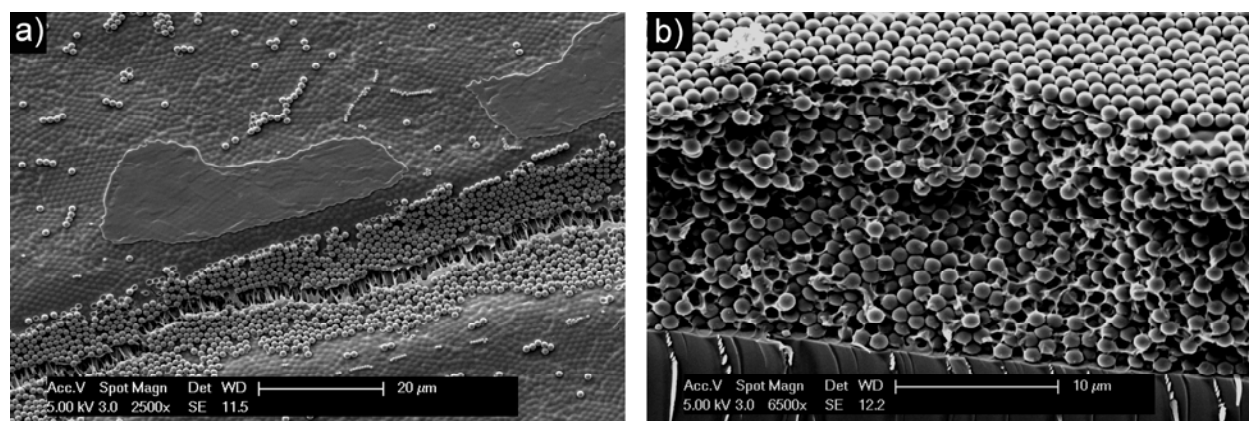 a)
Acc.V Spot Magn Det WD 20 µm
5.00 kV 3.0 2500x SE 11.5
b)
Acc.V Spot Magn Det WD 10 µm
5.00 kV 3.0 6500x SE 12.2